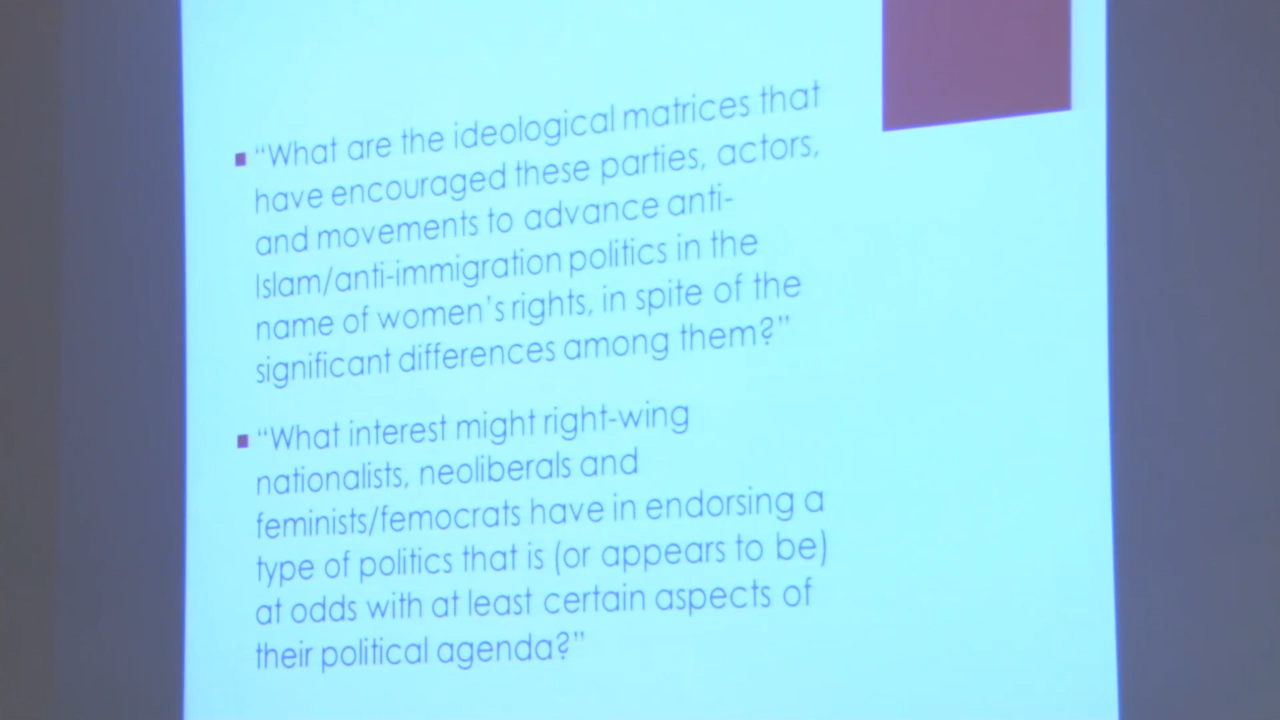 “What are the ideological matrices that
have encouraged these parties, actors,
and movements to advance anti-
Islam/anti-immigration politics in the
name of women’s rights, in spite of the
significant differences among them?”
“What interest might right-wing
nationalists, neoliberals and
feminists/femocrats have in endorsing a
type of politics that is (or appears to be)
at odds with at least certain aspects of
their political agenda?”